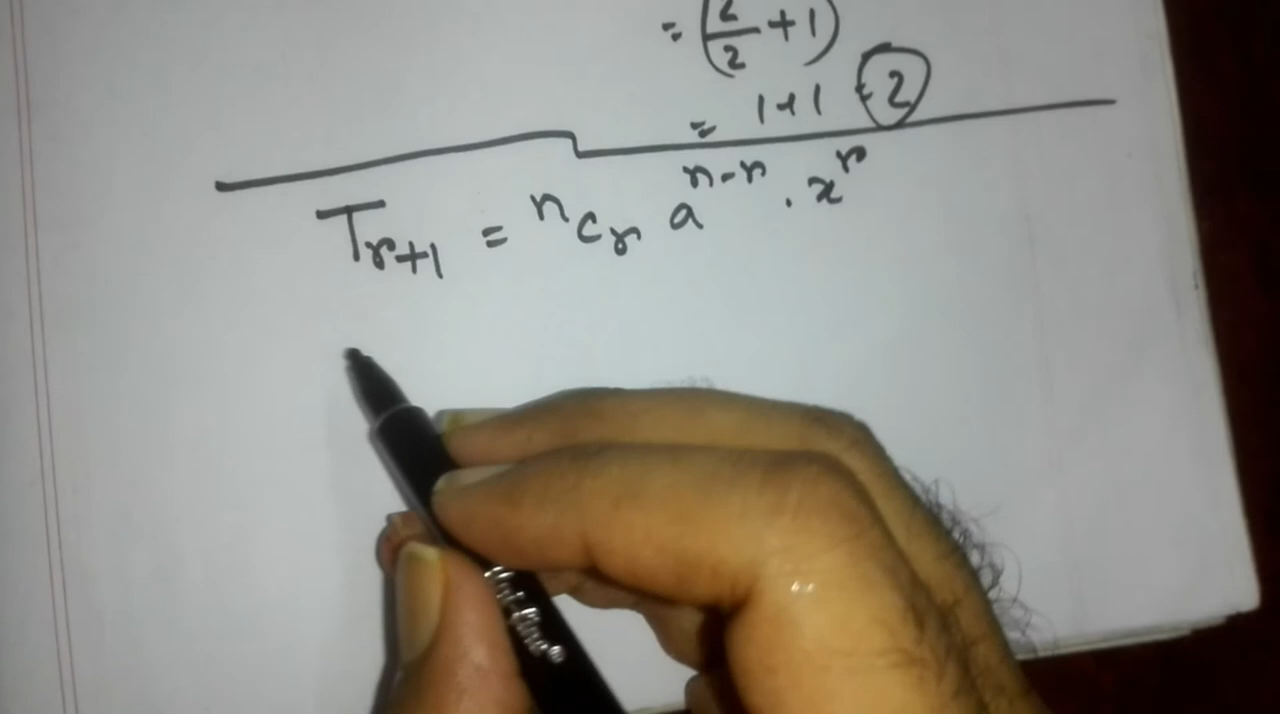 = (2/2 + 1)
= 1+1 = 2
T_{r+1} = ^nC_r a^{n-r} . x^r